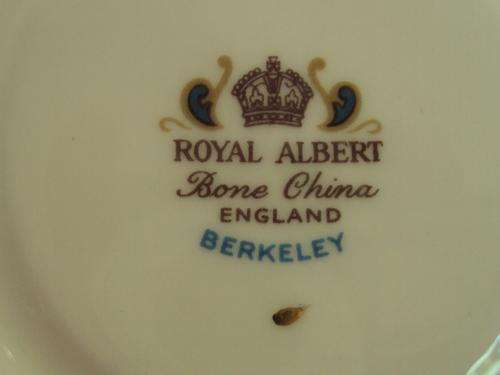 ROYAL ALBERT
Bone China
ENGLAND
BERKELEY